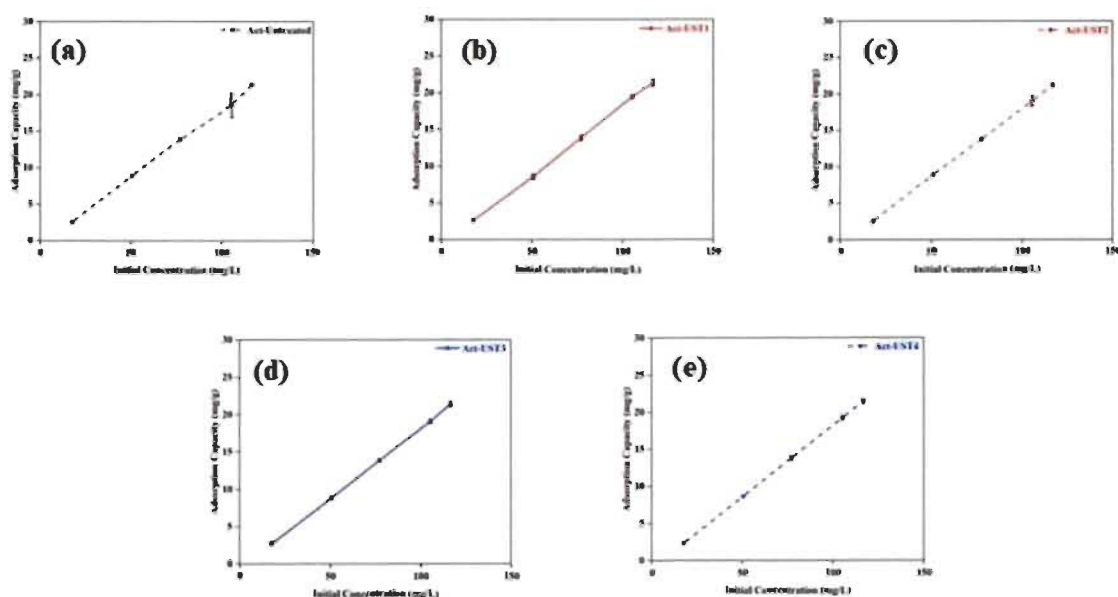 (a)
Act-Untreated
Adsorption Capacity (mg/g)
30
25
20
15
10
5
0
0 50 100 150
Initial Concentration (mg/L)
(b)
Act-UST1
Adsorption Capacity (mg/g)
30
25
20
15
10
5
0
0 50 100 150
Initial Concentration (mg/L)
(c)
Act-UST2
Adsorption Capacity (mg/g)
30
25
20
15
10
5
0
0 50 100 150
Initial Concentration (mg/L)
(d)
Act-UST3
Adsorption Capacity (mg/g)
30
25
20
15
10
5
0
0 50 100 150
Initial Concentration (mg/L)
(e)
Act-UST4
Adsorption Capacity (mg/g)
30
25
20
15
10
5
0
0 50 100 150
Initial Concentration (mg/L)